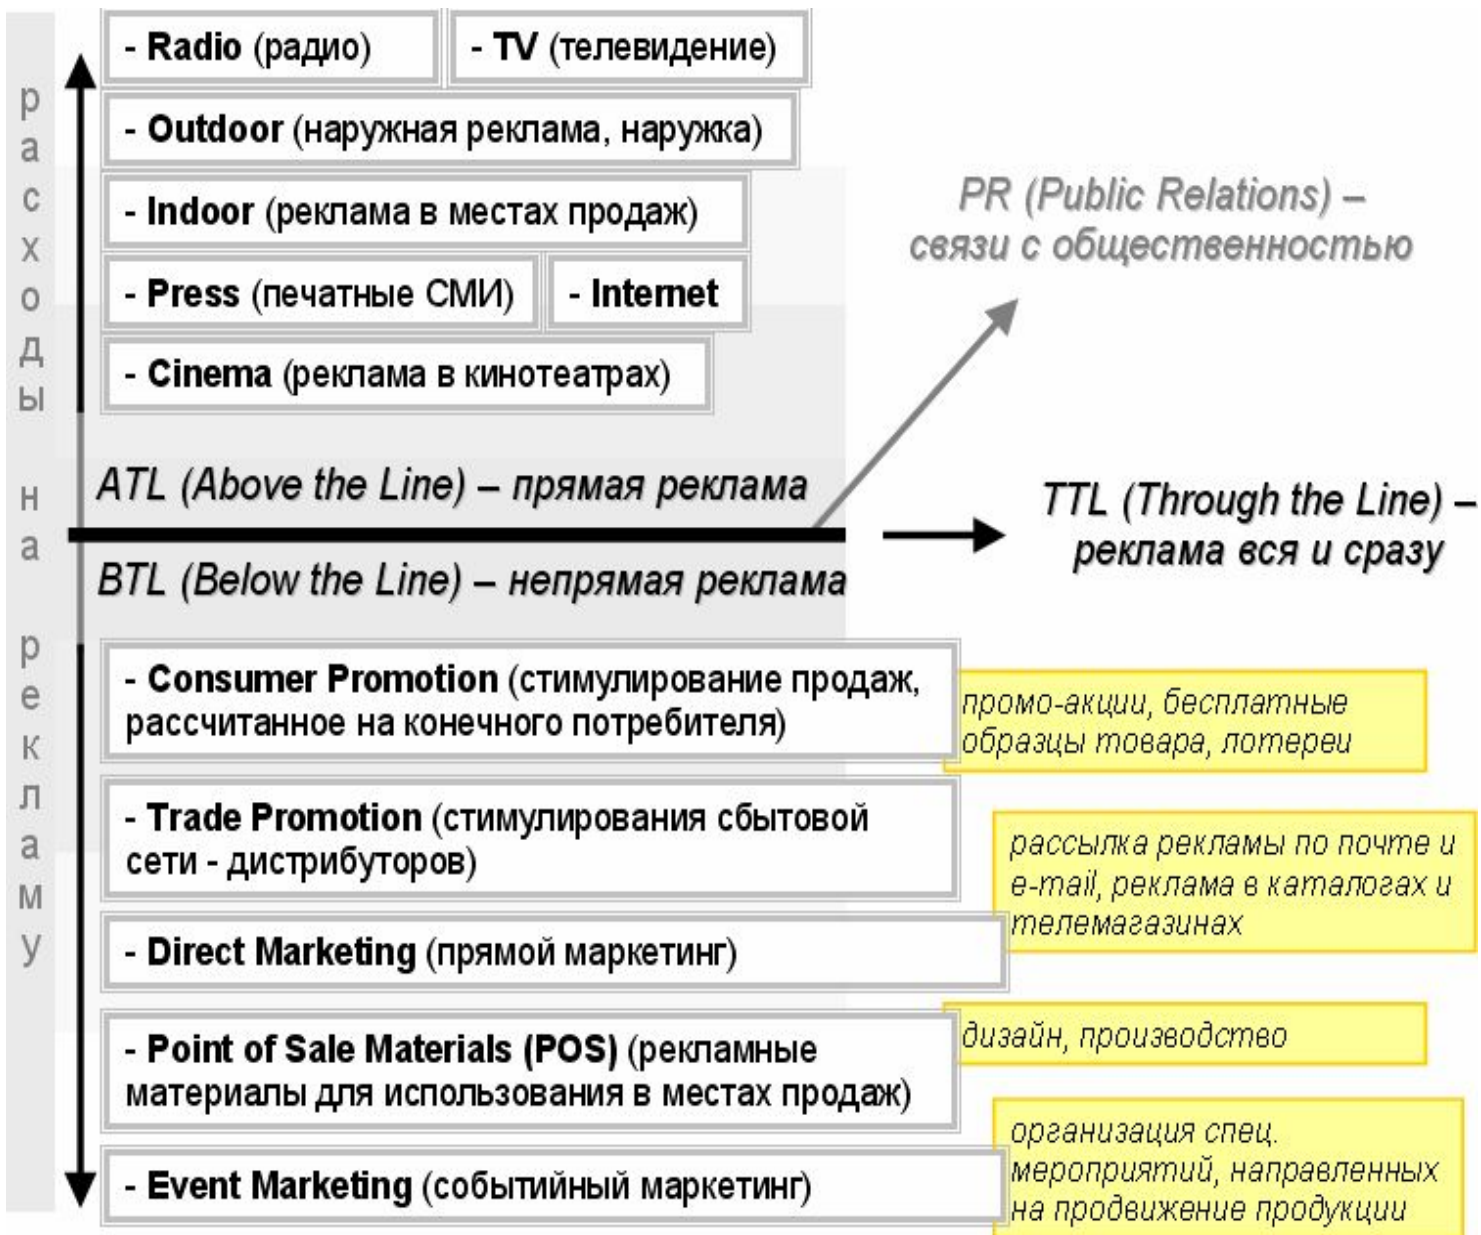 расходы на рекламу
- Radio (радио)
- TV (телевидение)
- Outdoor (наружная реклама, наружка)
- Indoor (реклама в местах продаж)
- Press (печатные СМИ)
- Internet
- Cinema (реклама в кинотеатрах)
PR (Public Relations) –
связи с общественностью
ATL (Above the Line) – прямая реклама
TTL (Through the Line) –
реклама вся и сразу
BTL (Below the Line) – непрямая реклама
- Consumer Promotion (стимулирование продаж,
рассчитанное на конечного потребителя)
промо-акции, бесплатные
образцы товара, лотереи
- Trade Promotion (стимулирования сбытовой
сети - дистрибуторов)
рассылка рекламы по почте и
e-mail, реклама в каталогах и
телемагазинах
- Direct Marketing (прямой маркетинг)
- Point of Sale Materials (POS) (рекламные
материалы для использования в местах продаж)
дизайн, производство
- Event Marketing (событийный маркетинг)
организация спец.
мероприятий, направленных
на продвижение продукции